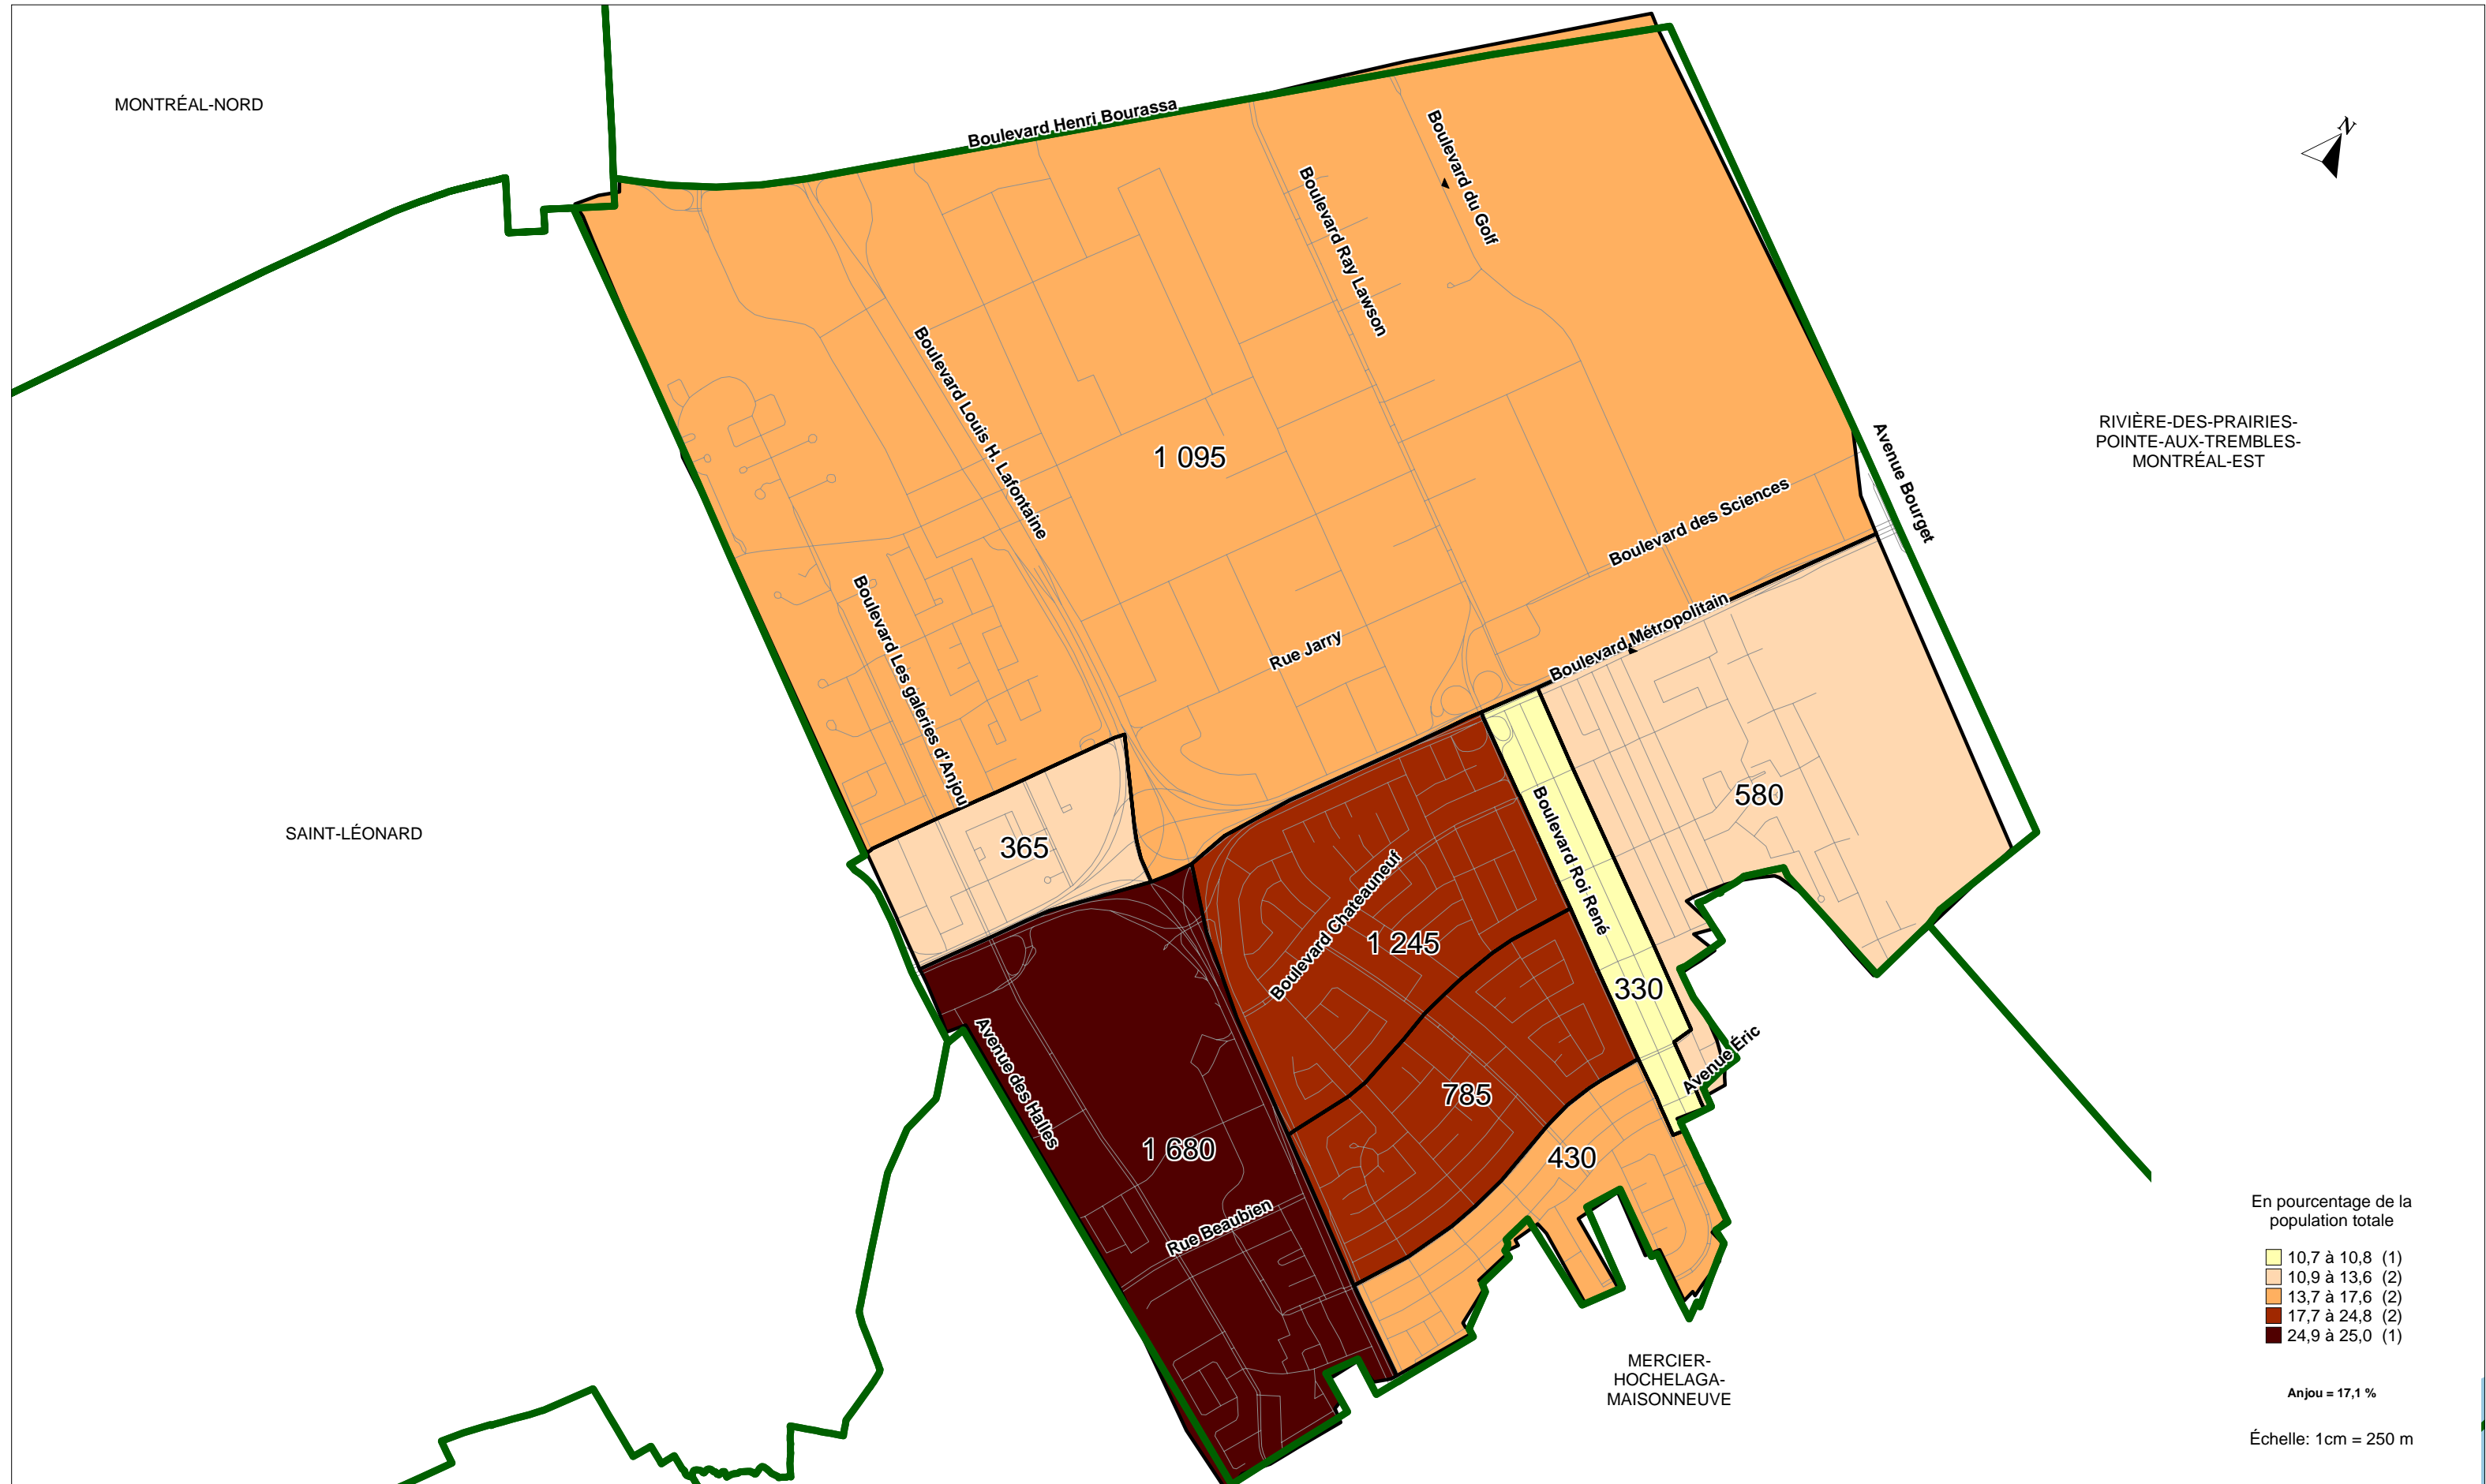 MONTRÉAL-NORD
Boulevard Henri Bourassa
Boulevard du Golf
N
Boulevard Ray Lawson
Boulevard Louis H. Lafontaine
1 095
RIVIÈRE-DES-PRAIRIES-
POINTE-AUX-TREMBLES-
MONTRÉAL-EST
Avenue Bourget
Boulevard des Sciences
Boulevard Métropolitain
Rue Jarry
Boulevard Les galeries d'Anjou
SAINT-LÉONARD
365
580
Boulevard Roi René
Boulevard Chateauneuf
1 245
330
Avenue des Halles
Avenue Éric
785
1 680
430
Rue Beaubien
MERCIER-
HOCHELAGA-
MAISONNEUVE
En pourcentage de la
population totale
10,7 à 10,8 (1)
10,9 à 13,6 (2)
13,7 à 17,6 (2)
17,7 à 24,8 (2)
24,9 à 25,0 (1)
Anjou = 17,1 %
Échelle: 1cm = 250 m